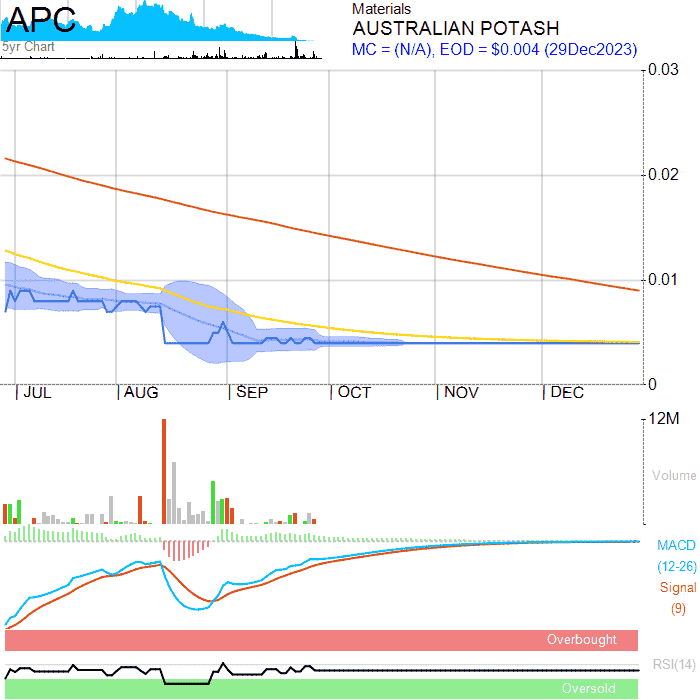 APC
5yr Chart
Materials
AUSTRALIAN POTASH
MC = (N/A), EOD = $0.004 (29Dec2023)
0.03
0.02
0.01
0
JUL AUG SEP OCT NOV DEC
12M
Volume
MACD
(12-26)
Signal
(9)
Overbought
RSI(14)
Oversold